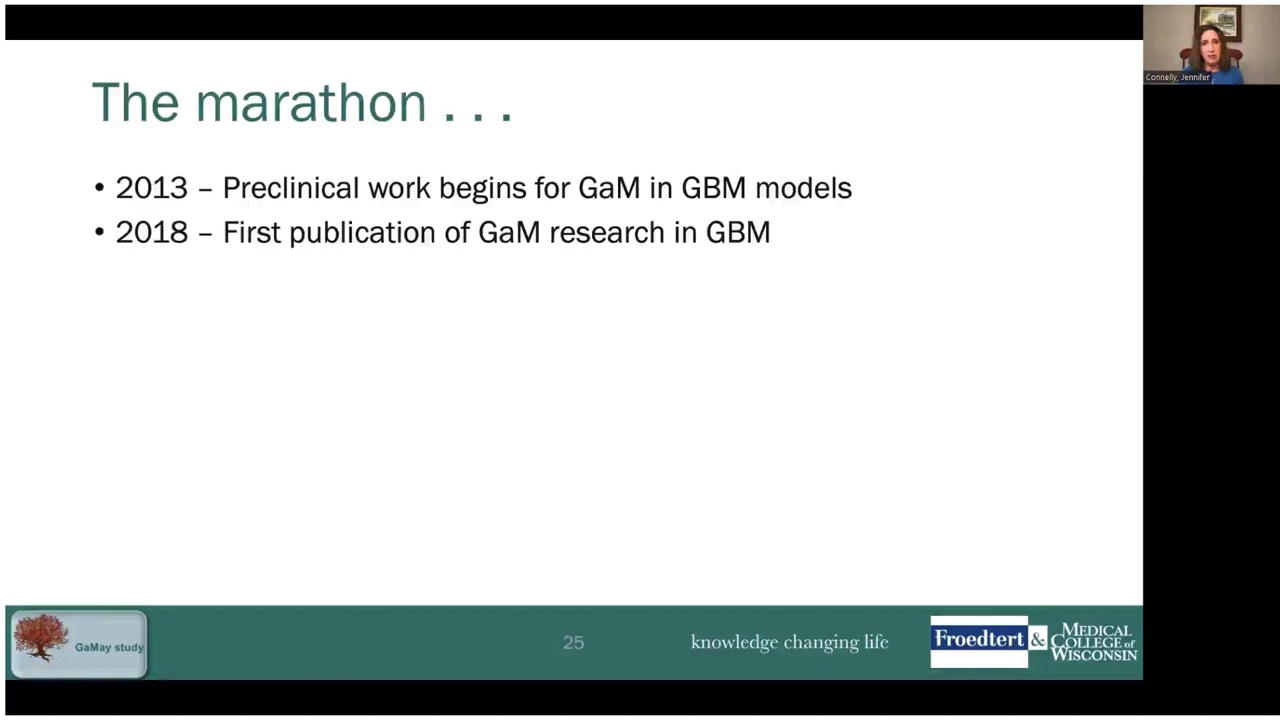 The marathon . . .
• 2013 – Preclinical work begins for GaM in GBM models
• 2018 – First publication of GaM research in GBM
Connelly, Jennifer
GaMay study
25
knowledge changing life
Froedtert & MEDICAL
COLLEGE of
WISCONSIN